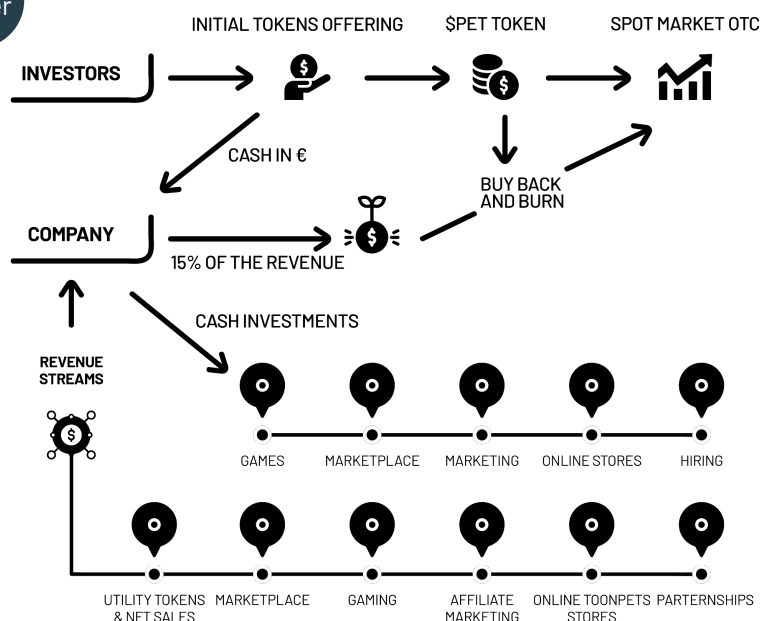 er
INITIAL TOKENS OFFERING
$PET TOKEN
SPOT MARKET OTC
INVESTORS
CASH IN €
BUY BACK
AND BURN
COMPANY
15% OF THE REVENUE
CASH INVESTMENTS
REVENUE
STREAMS
GAMES
MARKETPLACE
MARKETING
ONLINE STORES
HIRING
UTILITY TOKENS
& NFT SALES
MARKETPLACE
GAMING
AFFILIATE
MARKETING
ONLINE TOONPETS
STORES
PARTERNSHIPS